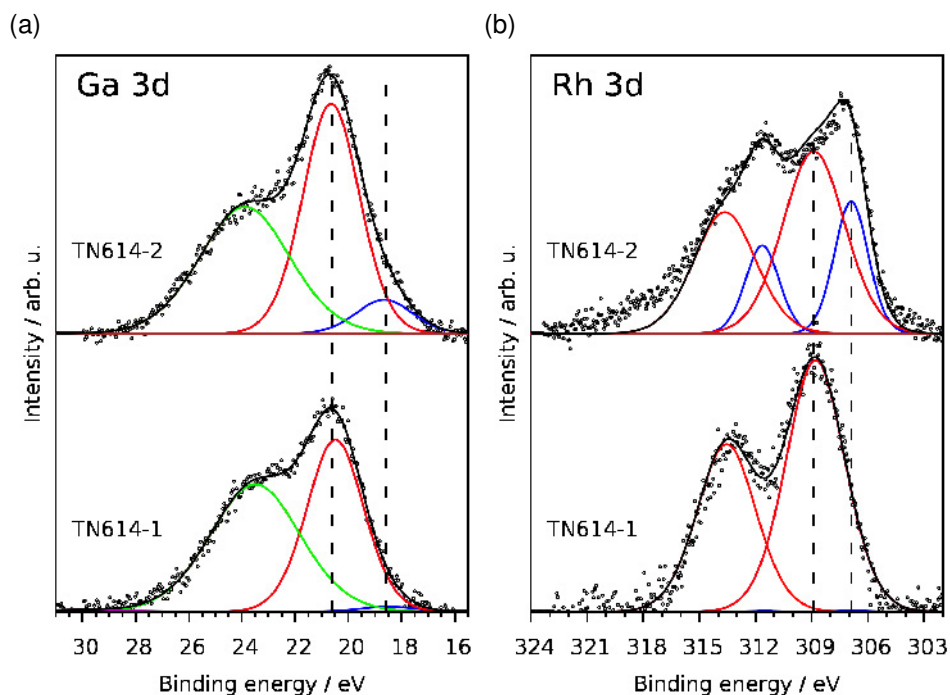 (a)
(b)
Ga 3d
Rh 3d
TN614-2
TN614-2
TN614-1
TN614-1
Intensity / arb. u.
Intensity / arb. u.
30 28 26 24 22 20 18 16
324 321 318 315 312 309 306 303
Binding energy / eV
Binding energy / eV